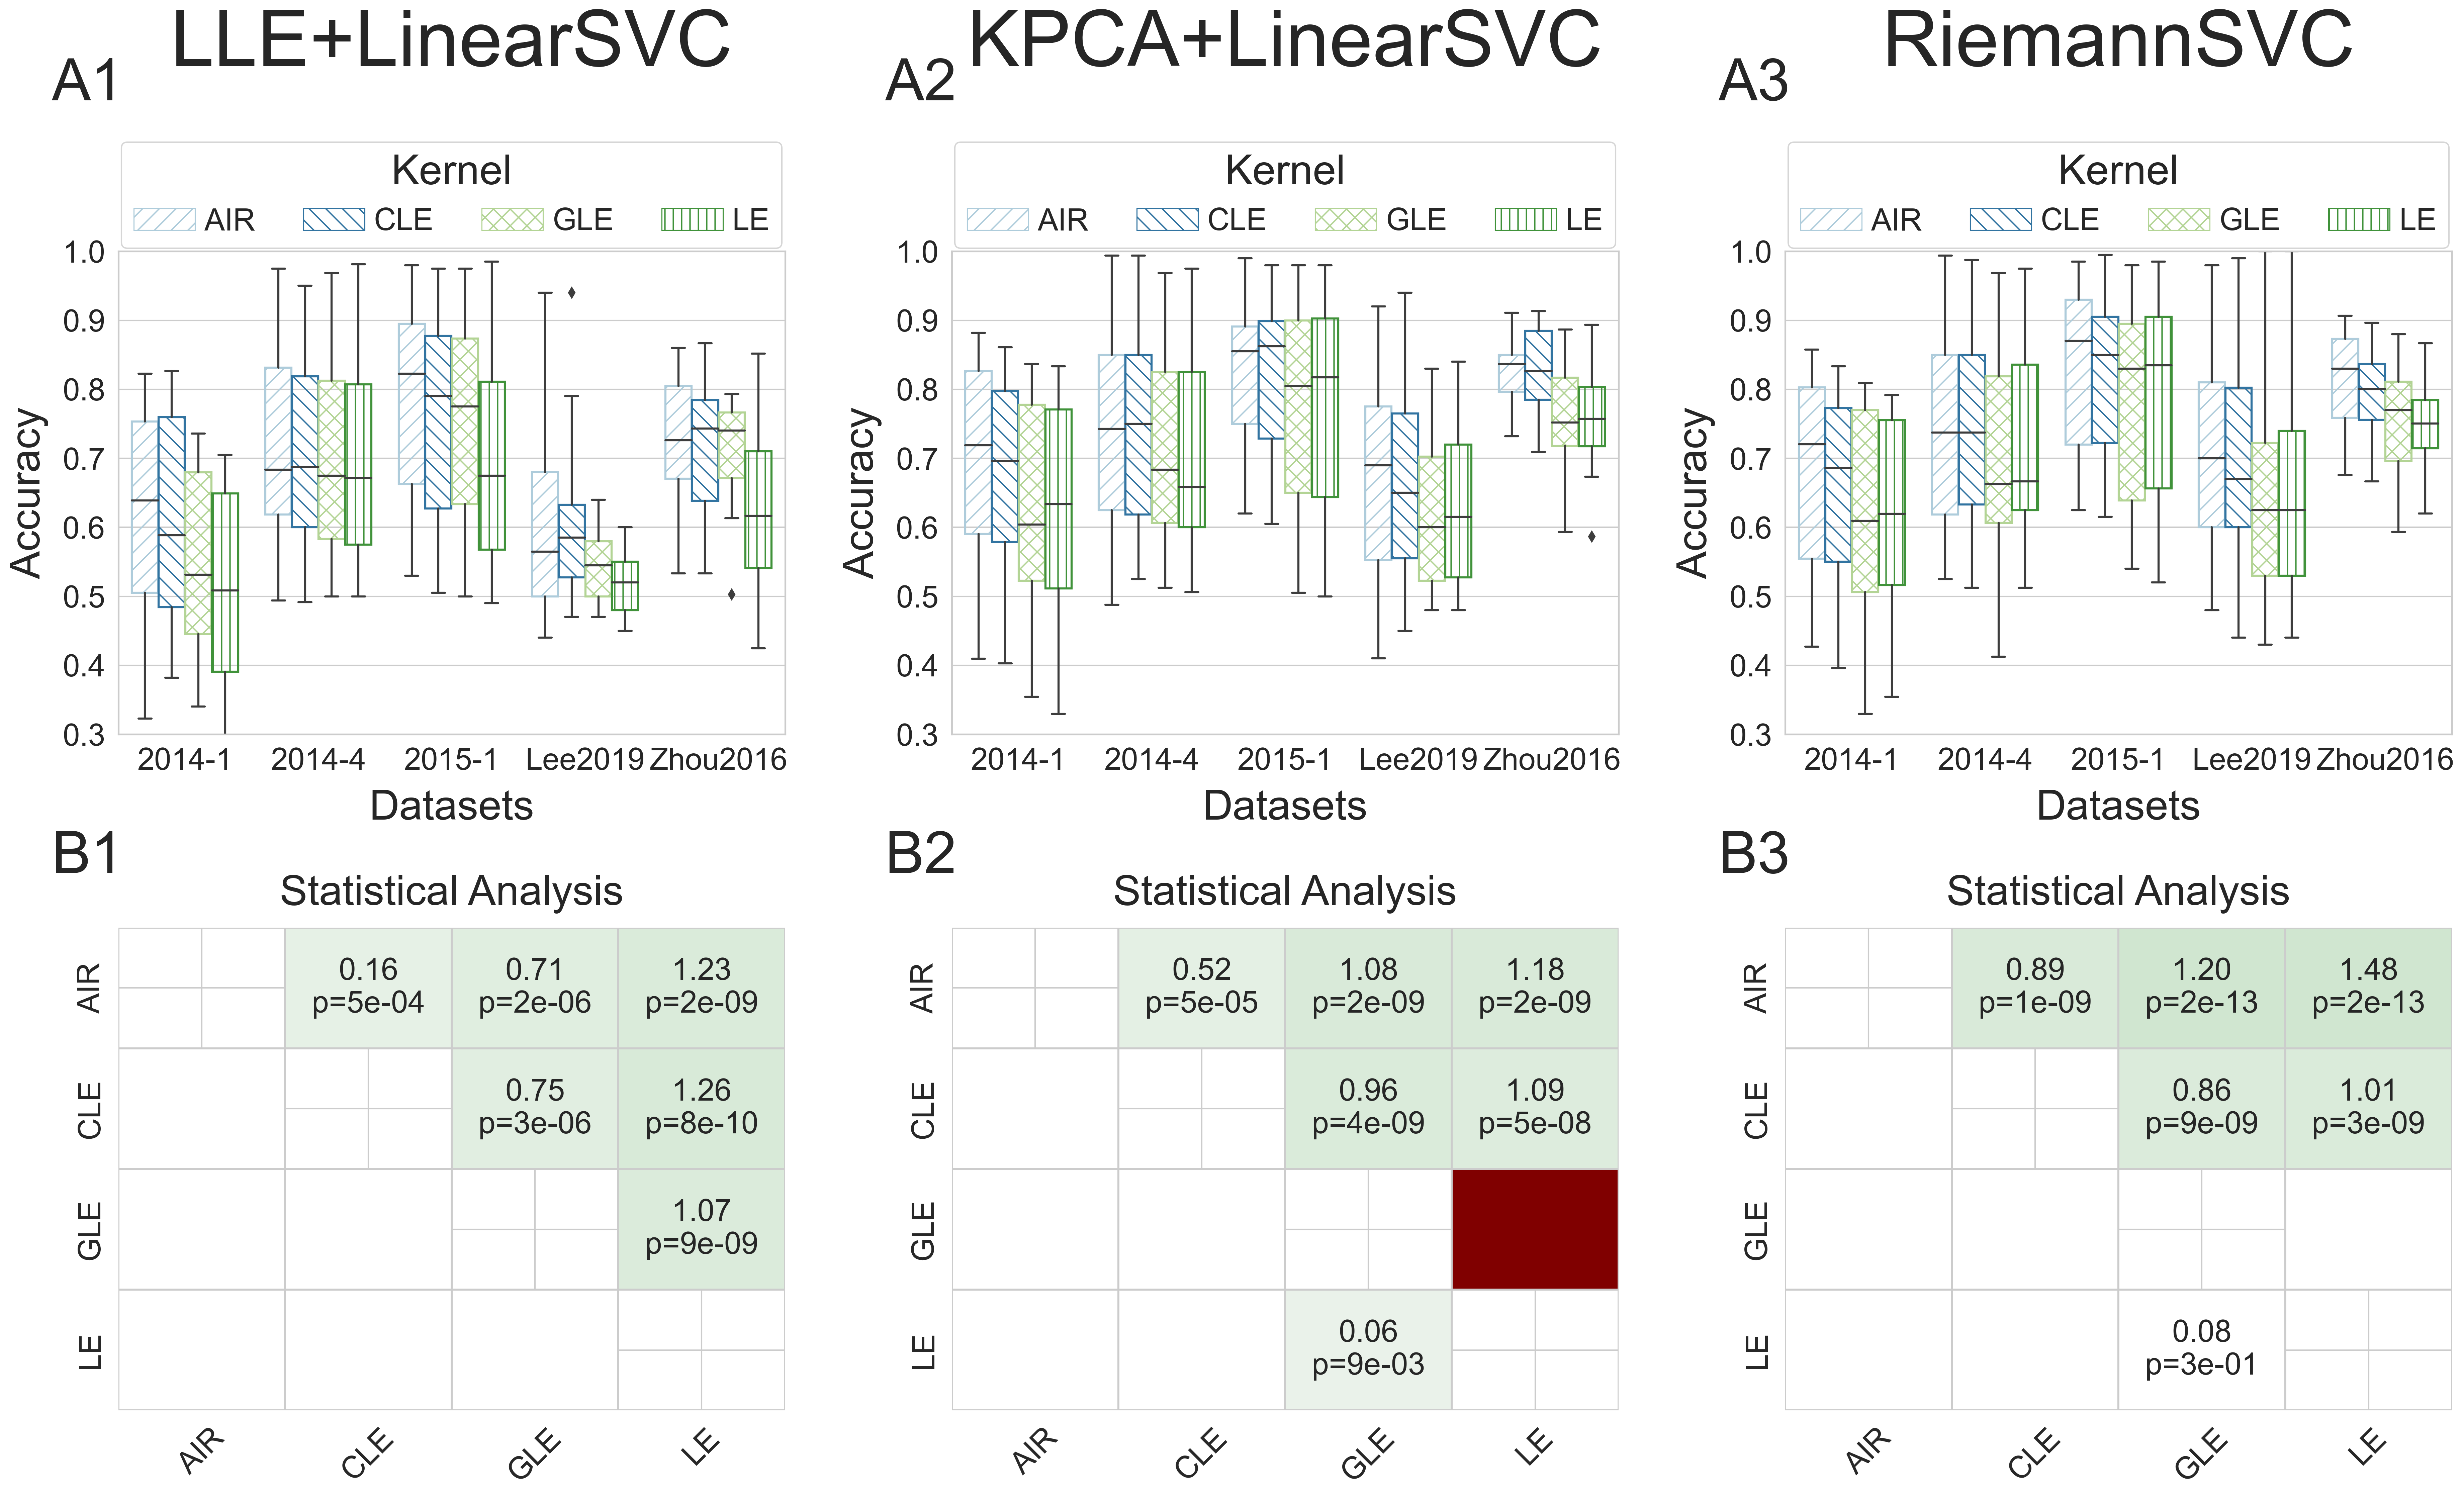 LLE+LinearSVC
KPCA+LinearSVC
RiemannSVC
A1
Kernel
AIR CLE GLE LE
1.0
0.9
0.8
0.7
0.6
0.5
0.4
0.3
Accuracy
2014-1 2014-4 2015-1 Lee2019 Zhou2016
Datasets
A2
Kernel
AIR CLE GLE LE
1.0
0.9
0.8
0.7
0.6
0.5
0.4
0.3
Accuracy
2014-1 2014-4 2015-1 Lee2019 Zhou2016
Datasets
A3
Kernel
AIR CLE GLE LE
1.0
0.9
0.8
0.7
0.6
0.5
0.4
0.3
Accuracy
2014-1 2014-4 2015-1 Lee2019 Zhou2016
Datasets
B1
Statistical Analysis
AIR
0.16 0.71 1.23
p=5e-04 p=2e-06 p=2e-09
CLE
0.75 1.26
p=3e-06 p=8e-10
GLE
1.07
p=9e-09
LE
AIR CLE GLE LE
B2
Statistical Analysis
AIR
0.52 1.08 1.18
p=5e-05 p=2e-09 p=2e-09
CLE
0.96 1.09
p=4e-09 p=5e-08
GLE
LE
0.06
p=9e-03
AIR CLE GLE LE
B3
Statistical Analysis
AIR
0.89 1.20 1.48
p=1e-09 p=2e-13 p=2e-13
CLE
0.86 1.01
p=9e-09 p=3e-09
GLE
LE
0.08
p=3e-01
AIR CLE GLE LE